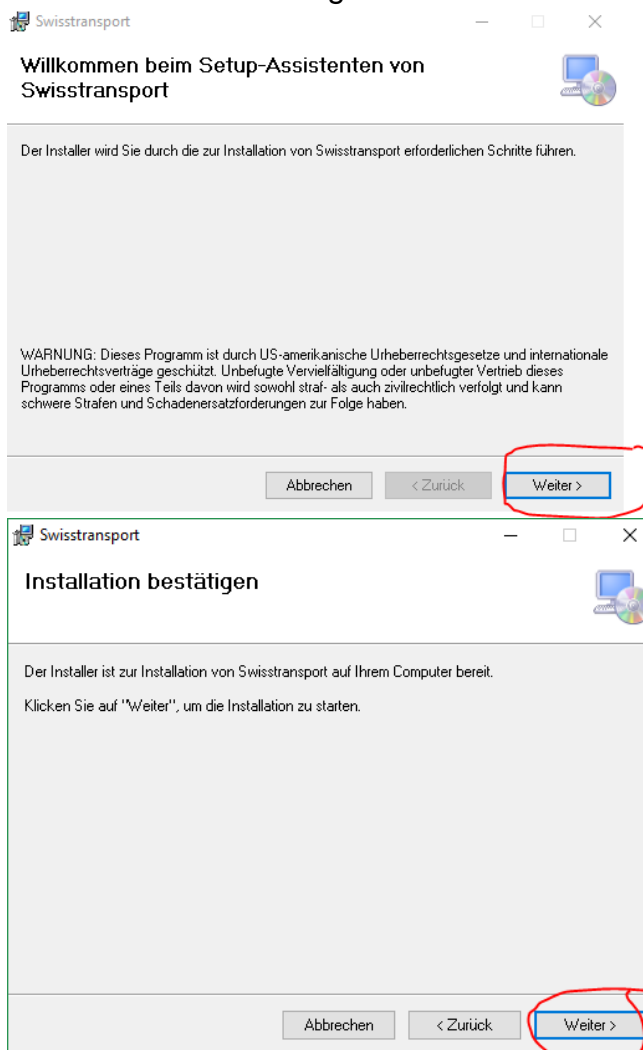 Swisstransport
Willkommen beim Setup-Assistenten von
Swisstransport
Der Installer wird Sie durch die zur Installation von Swisstransport erforderlichen Schritte führen.
WARNUNG: Dieses Programm ist durch US-amerikanische Urheberrechtsgesetze und internationale
Urheberrechtsverträge geschützt. Unbefugte Vervielfältigung oder unbefugter Vertrieb dieses
Programms oder eines Teils davon wird sowohl straf- als auch zivilrechtlich verfolgt und kann
schwere Strafen und Schadenersatzforderungen zur Folge haben.
Abbrechen < Zurück Weiter >
Swisstransport
Installation bestätigen
Der Installer ist zur Installation von Swisstransport auf Ihrem Computer bereit.
Klicken Sie auf "Weiter", um die Installation zu starten.
Abbrechen < Zurück Weiter >